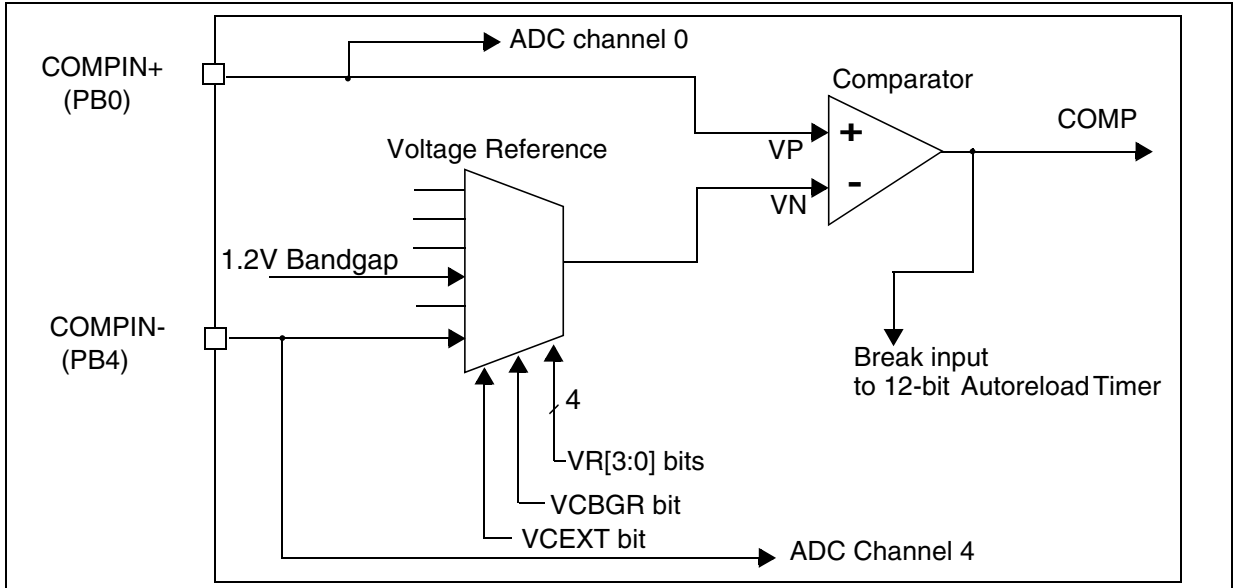 ADC channel 0
COMPIN+
(PB0)
Comparator
COMP
+
VP
Voltage Reference
-
VN
1.2V Bandgap
COMPIN-
(PB4)
Break input
to 12-bit Autoreload Timer
4
VR[3:0] bits
VCBGR bit
VCEXT bit
ADC Channel 4